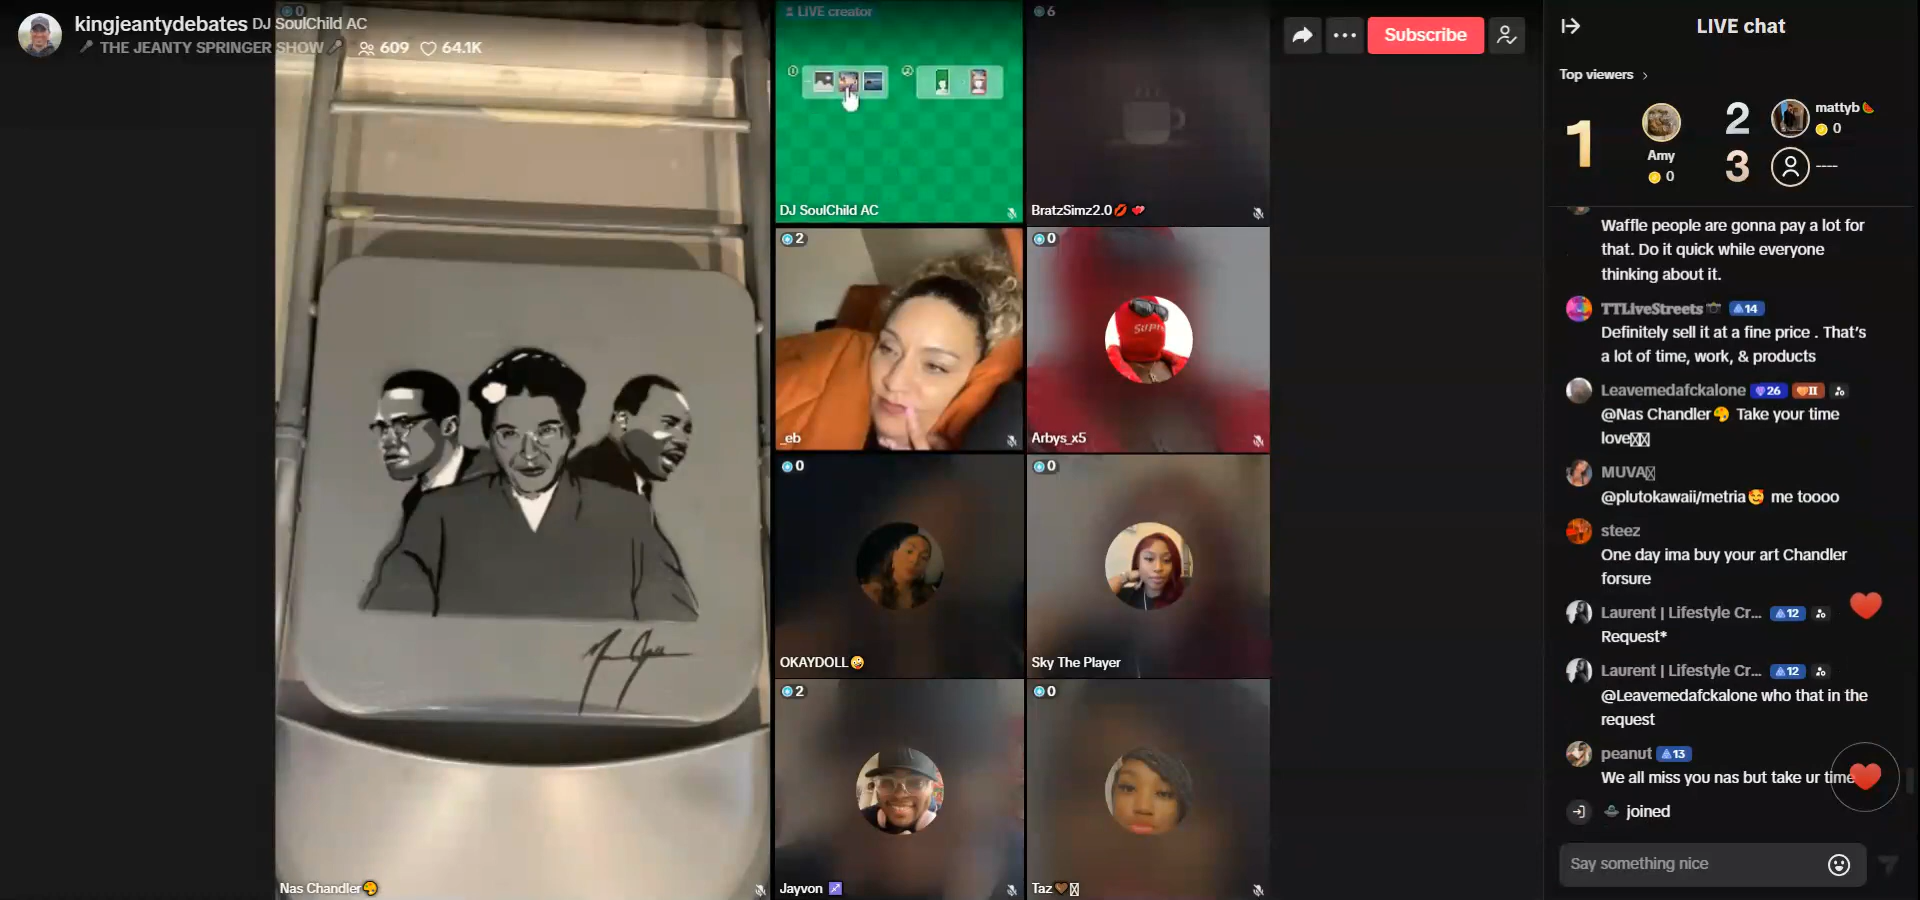 kingjeantydebates DJ SoulChild AC
THE JEANTY SPRINGER SHOW 609 64.1K
0
LIVE creator
6
Subscribe
DJ SoulChild AC
BratzSimz2.0
2
0
_eb
Arbys_x5
0
0
OKAYDOLL
Sky The Player
2
0
Nas Chandler
Jayvon
Taz
LIVE chat
Top viewers
1
Amy
0
2
mattyb
0
3
----
Waffle people are gonna pay a lot for
that. Do it quick while everyone
thinking about it.
TTLiveStreets 14
Definitely sell it at a fine price . That's
a lot of time, work, & products
Leavemedafckalone 26 II
@Nas Chandler Take your time
love
MUVA
@plutokawaii/metria me toooo
steez
One day ima buy your art Chandler
forsure
Laurent | Lifestyle Cr... 12
Request*
Laurent | Lifestyle Cr... 12
@Leavemedafckalone who that in the
request
peanut 13
We all miss you nas but take ur time
joined
Say something nice